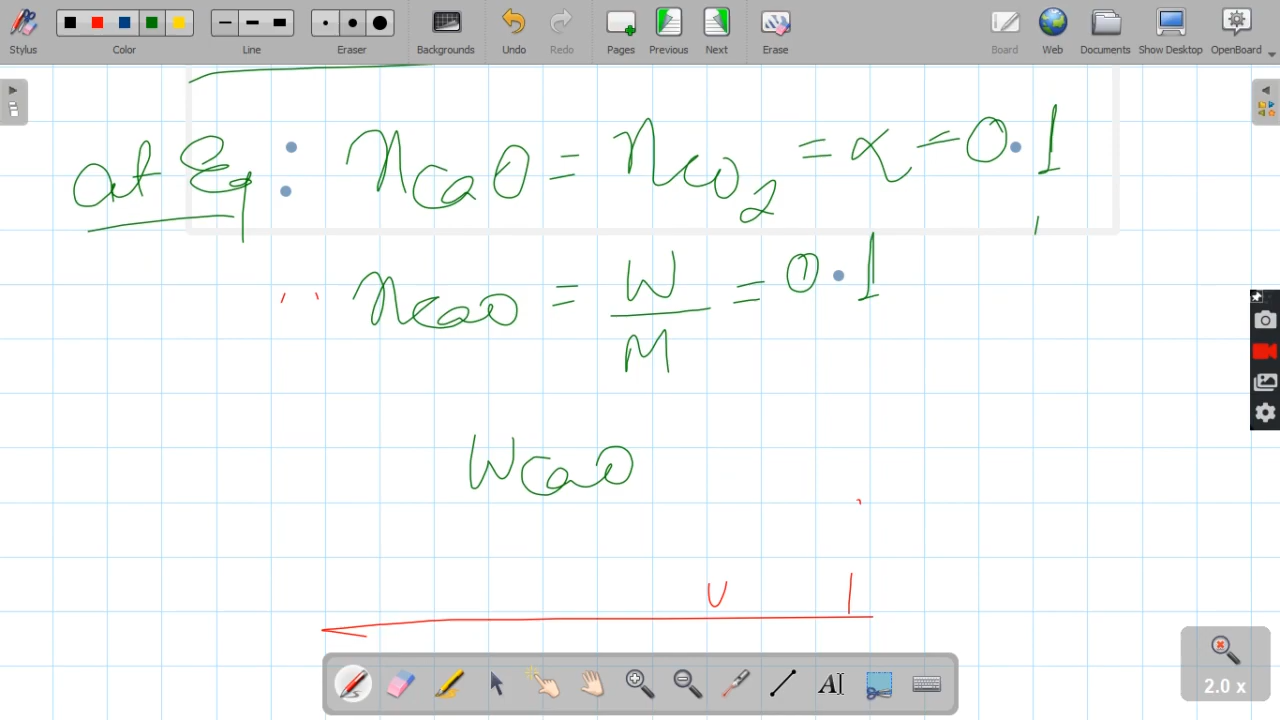 Stylus Color Line Eraser Backgrounds Undo Redo Pages Previous Next Erase Board Web Documents Show Desktop OpenBoard
at Eq : nCaO = nCO2 = α = 0.1
nCaO = W/M = 0.1
WCaO
2.0 x